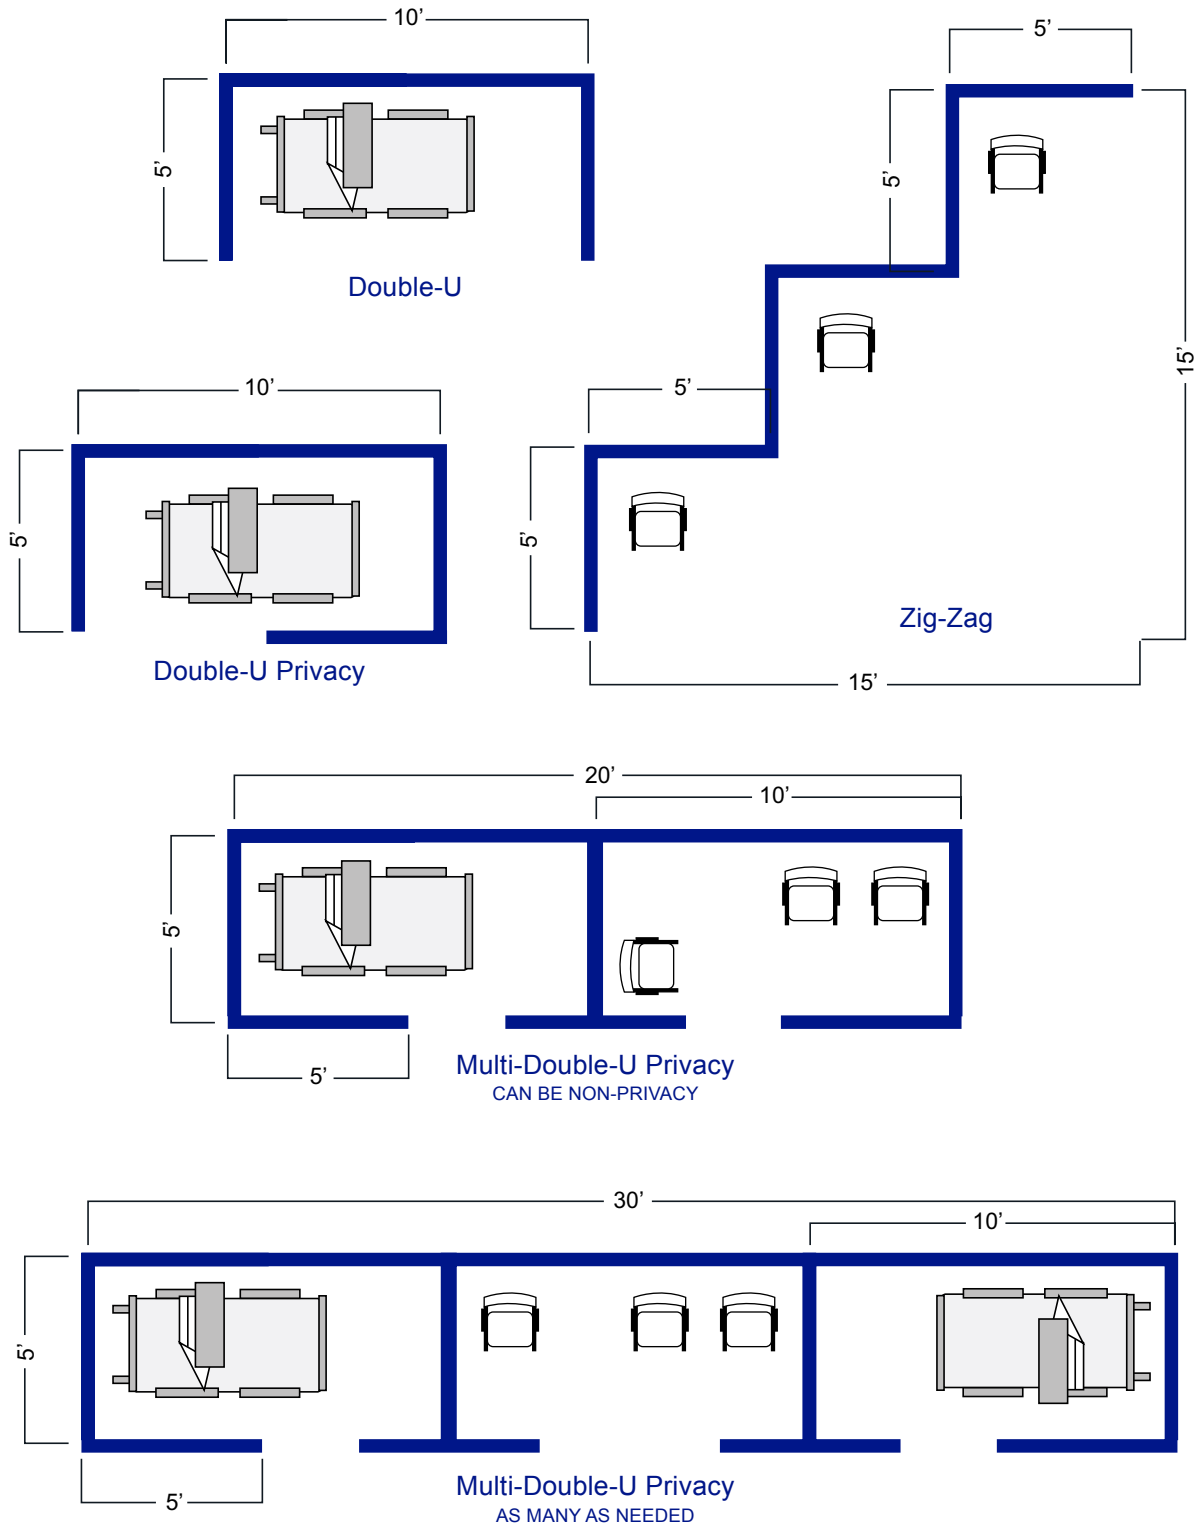 10’
5’
Double-U
5’
5’
15’
5’
5’
Zig-Zag
15’
10’
5’
Double-U Privacy
20’
10’
5’
5’
Multi-Double-U Privacy
CAN BE NON-PRIVACY
30’
10’
5’
5’
Multi-Double-U Privacy
AS MANY AS NEEDED